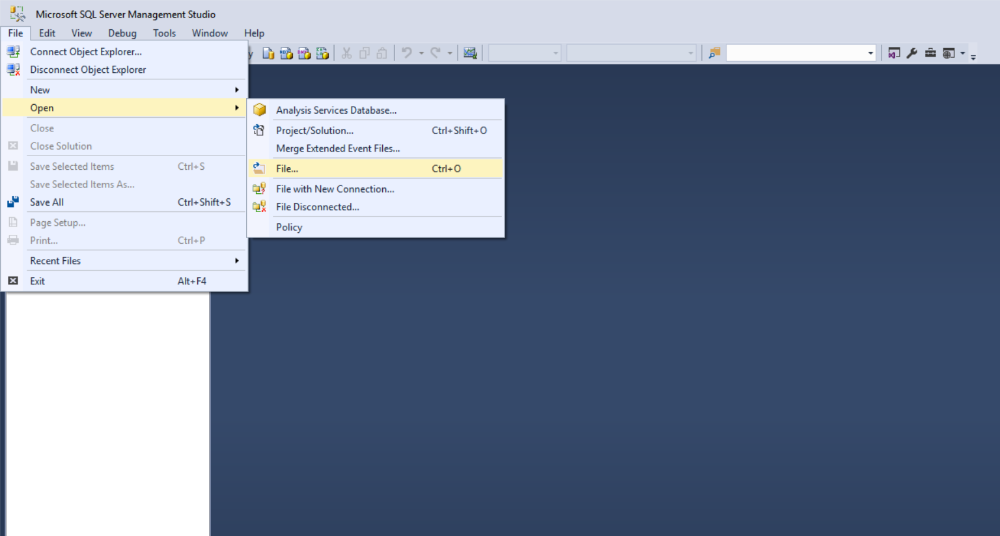 Microsoft SQL Server Management Studio
File Edit View Debug Tools Window Help
Connect Object Explorer...
Disconnect Object Explorer
New
Open
Close
Close Solution
Save Selected Items Ctrl+S
Save Selected Items As...
Save All Ctrl+Shift+S
Page Setup...
Print... Ctrl+P
Recent Files
Exit Alt+F4
Analysis Services Database...
Project/Solution... Ctrl+Shift+O
Merge Extended Event Files...
File... Ctrl+O
File with New Connection...
File Disconnected...
Policy